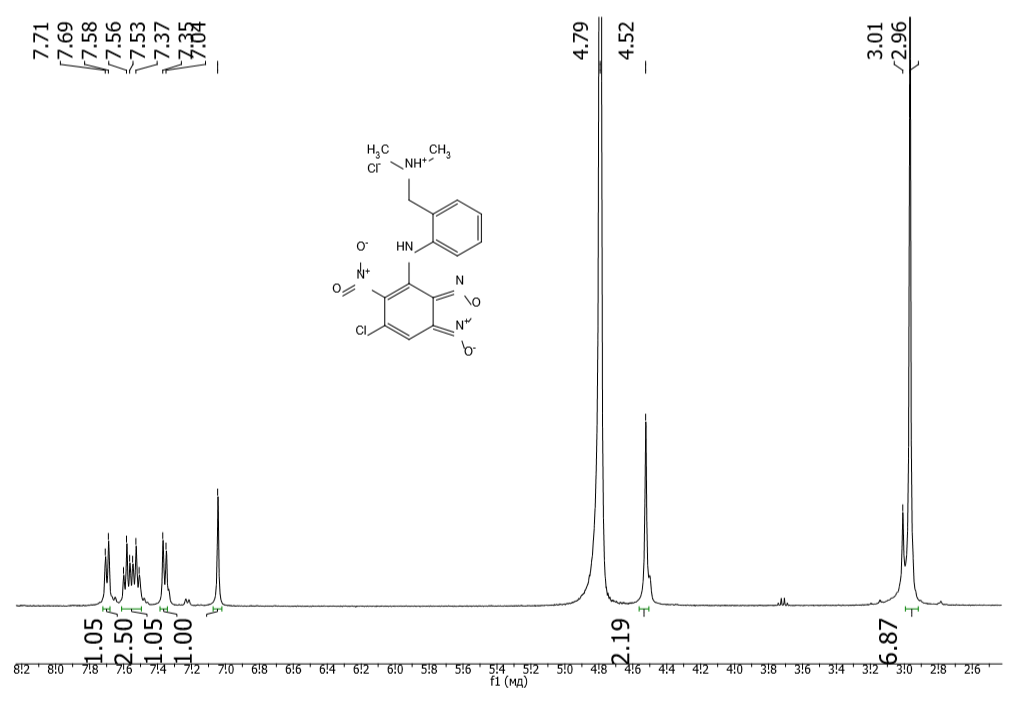 7.71
7.69
7.58
7.56
7.53
7.37
7.35
7.04
4.79
4.52
3.01
2.96
H3C
CH3
Cl-
NH+
O-
HN
N+
O
N
O
Cl
N+
O-
1.05
2.50
1.05
1.00
2.19
6.87
8.2 8.0 7.8 7.6 7.4 7.2 7.0 6.8 6.6 6.4 6.2 6.0 5.8 5.6 5.4 5.2 5.0 4.8 4.6 4.4 4.2 4.0 3.8 3.6 3.4 3.2 3.0 2.8 2.6
f1 (мд)